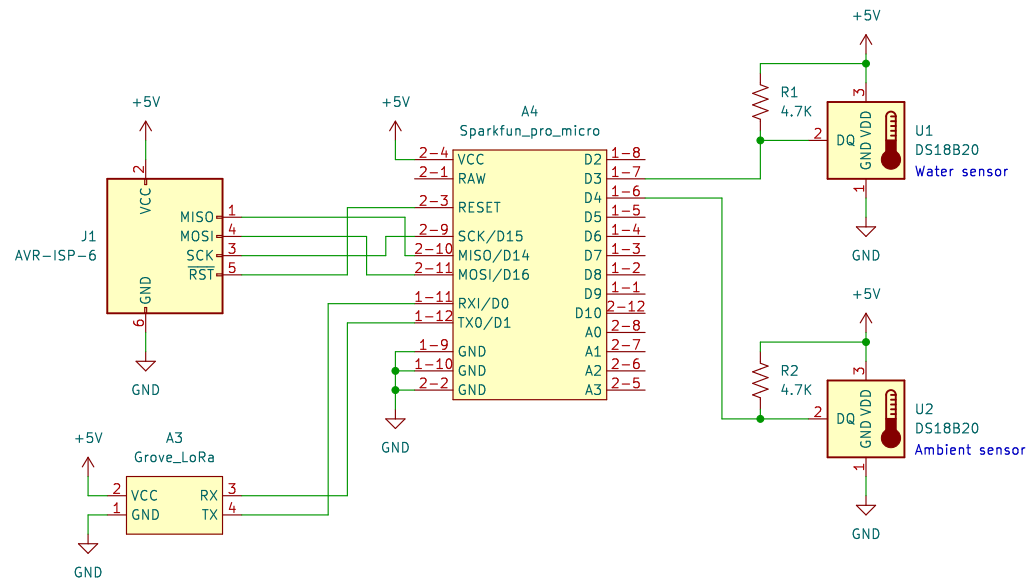 +5V
J1
AVR-ISP-6
2
VCC
MISO 1
MOSI 4
SCK 3
RST 5
GND
6
GND
+5V
A3
Grove_LoRa
2 VCC
1 GND
RX 3
TX 4
GND
+5V
A4
Sparkfun_pro_micro
2-4 VCC
2-1 RAW
2-3 RESET
2-9 SCK/D15
2-10 MISO/D14
2-11 MOSI/D16
1-11 RXI/D0
1-12 TX0/D1
1-9 GND
1-10 GND
2-2 GND
D2 1-8
D3 1-7
D4 1-6
D5 1-5
D6 1-4
D7 1-3
D8 1-2
D9 1-1
D10 2-12
A0 2-8
A1 2-7
A2 2-6
A3 2-5
GND
+5V
R1
4.7K
3
VDD
2 DQ
GND
1
U1
DS18B20
Water sensor
GND
+5V
R2
4.7K
3
VDD
2 DQ
GND
1
U2
DS18B20
Ambient sensor
GND